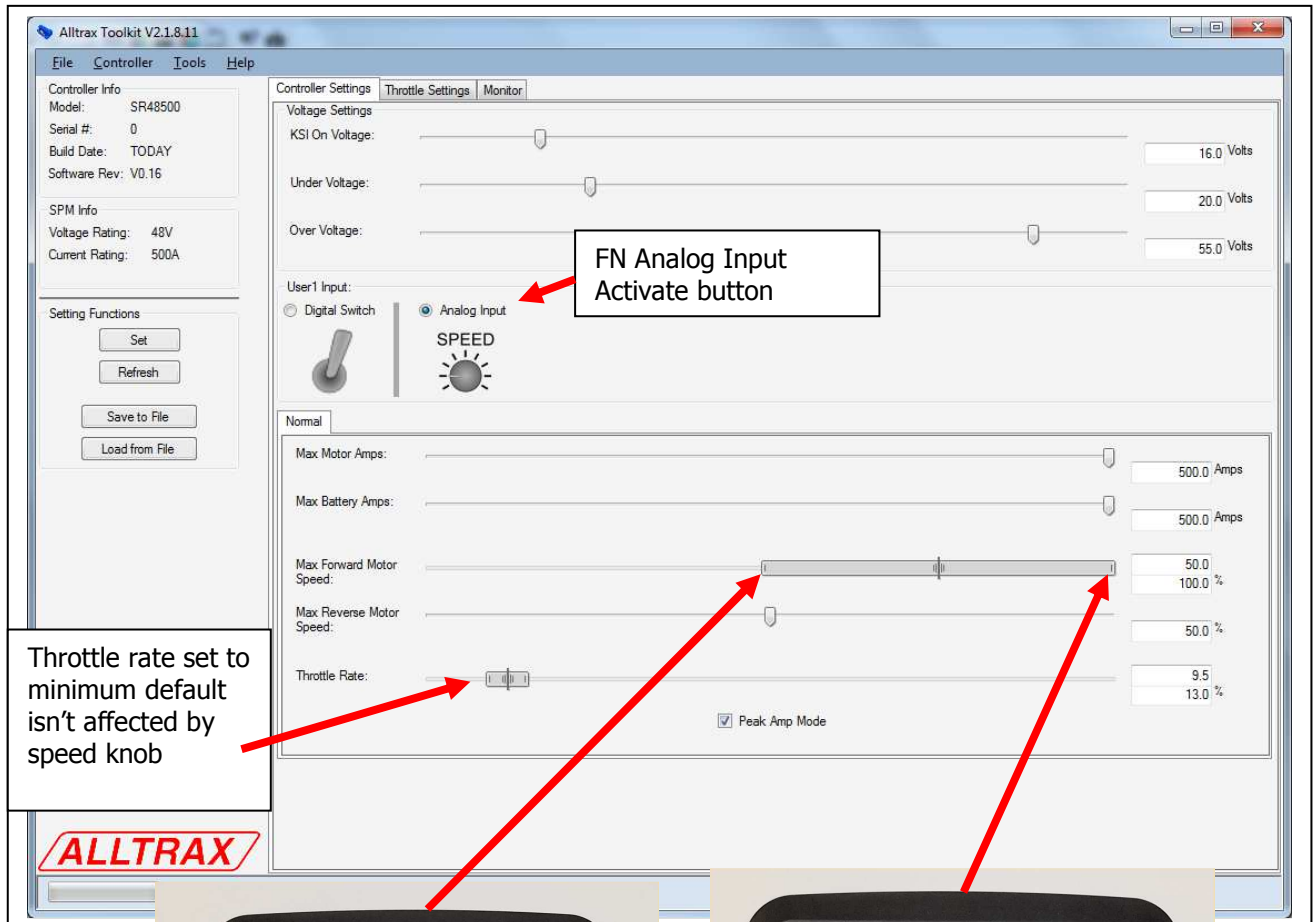 Alltrax Toolkit V2.1.8.11
File Controller Tools Help
Controller Info
Model: SR48500
Serial #: 0
Build Date: TODAY
Software Rev: V0.16
SPM Info
Voltage Rating: 48V
Current Rating: 500A
Setting Functions
Set
Refresh
Save to File
Load from File
Controller Settings Throttle Settings Monitor
Voltage Settings
KSI On Voltage: 16.0 Volts
Under Voltage: 20.0 Volts
Over Voltage: 55.0 Volts
FN Analog Input
Activate button
User1 Input:
Digital Switch Analog Input
SPEED
Normal
Max Motor Amps: 500.0 Amps
Max Battery Amps: 500.0 Amps
Max Forward Motor
Speed:
50.0
100.0 %
Max Reverse Motor
Speed:
50.0 %
Throttle Rate:
9.5
13.0 %
Peak Amp Mode
Throttle rate set to
minimum default
isn't affected by
speed knob
ALLTRAX